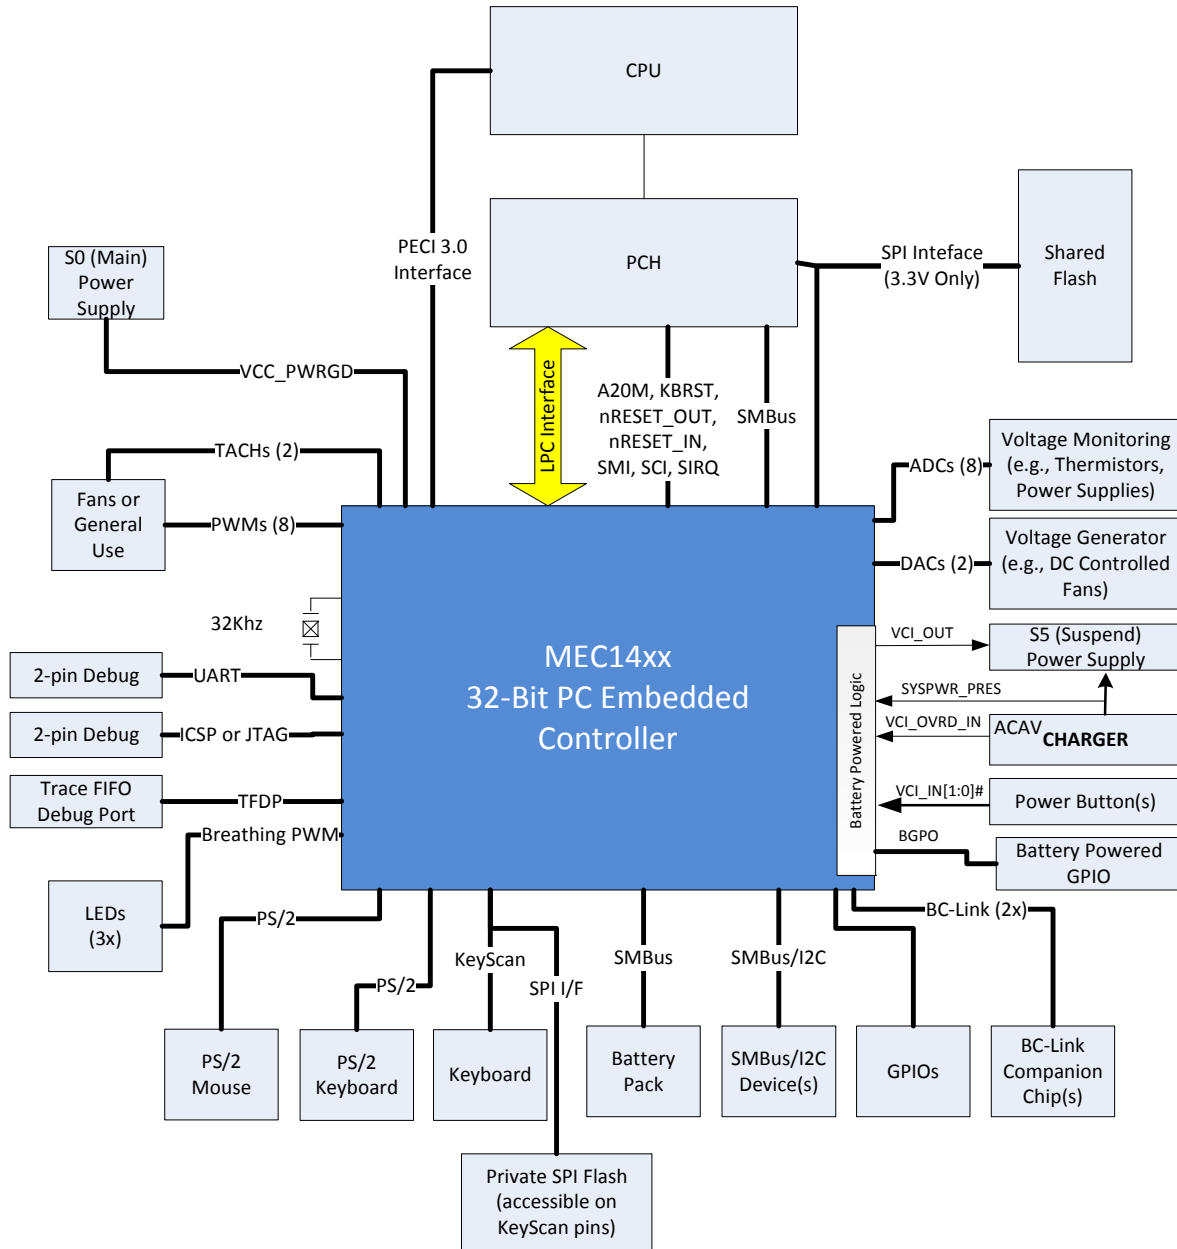 CPU
PECI 3.0
Interface
PCH
SPI Inteface
(3.3V Only)
Shared
Flash
S0 (Main)
Power
Supply
VCC_PWRGD
LPC Interface
A20M, KBRST,
nRESET_OUT,
nRESET_IN,
SMI, SCI, SIRQ
SMBus
TACHs (2)
Fans or
General
Use
PWMs (8)
ADCs (8)
Voltage Monitoring
(e.g., Thermistors,
Power Supplies)
DACs (2)
Voltage Generator
(e.g., DC Controlled
Fans)
32Khz
MEC14xx
32-Bit PC Embedded
Controller
Battery Powered Logic
VCI_OUT
S5 (Suspend)
Power Supply
SYSPWR_PRES
VCI_OVRD_IN
ACAV
CHARGER
VCI_IN[1:0]#
Power Button(s)
BGPO
Battery Powered
GPIO
2-pin Debug
UART
2-pin Debug
ICSP or JTAG
Trace FIFO
Debug Port
TFDP
Breathing PWM
LEDs
(3x)
PS/2
PS/2
KeyScan
SPI I/F
SMBus
SMBus/I2C
BC-Link (2x)
PS/2
Mouse
PS/2
Keyboard
Keyboard
Battery
Pack
SMBus/I2C
Device(s)
GPIOs
BC-Link
Companion
Chip(s)
Private SPI Flash
(accessible on
KeyScan pins)